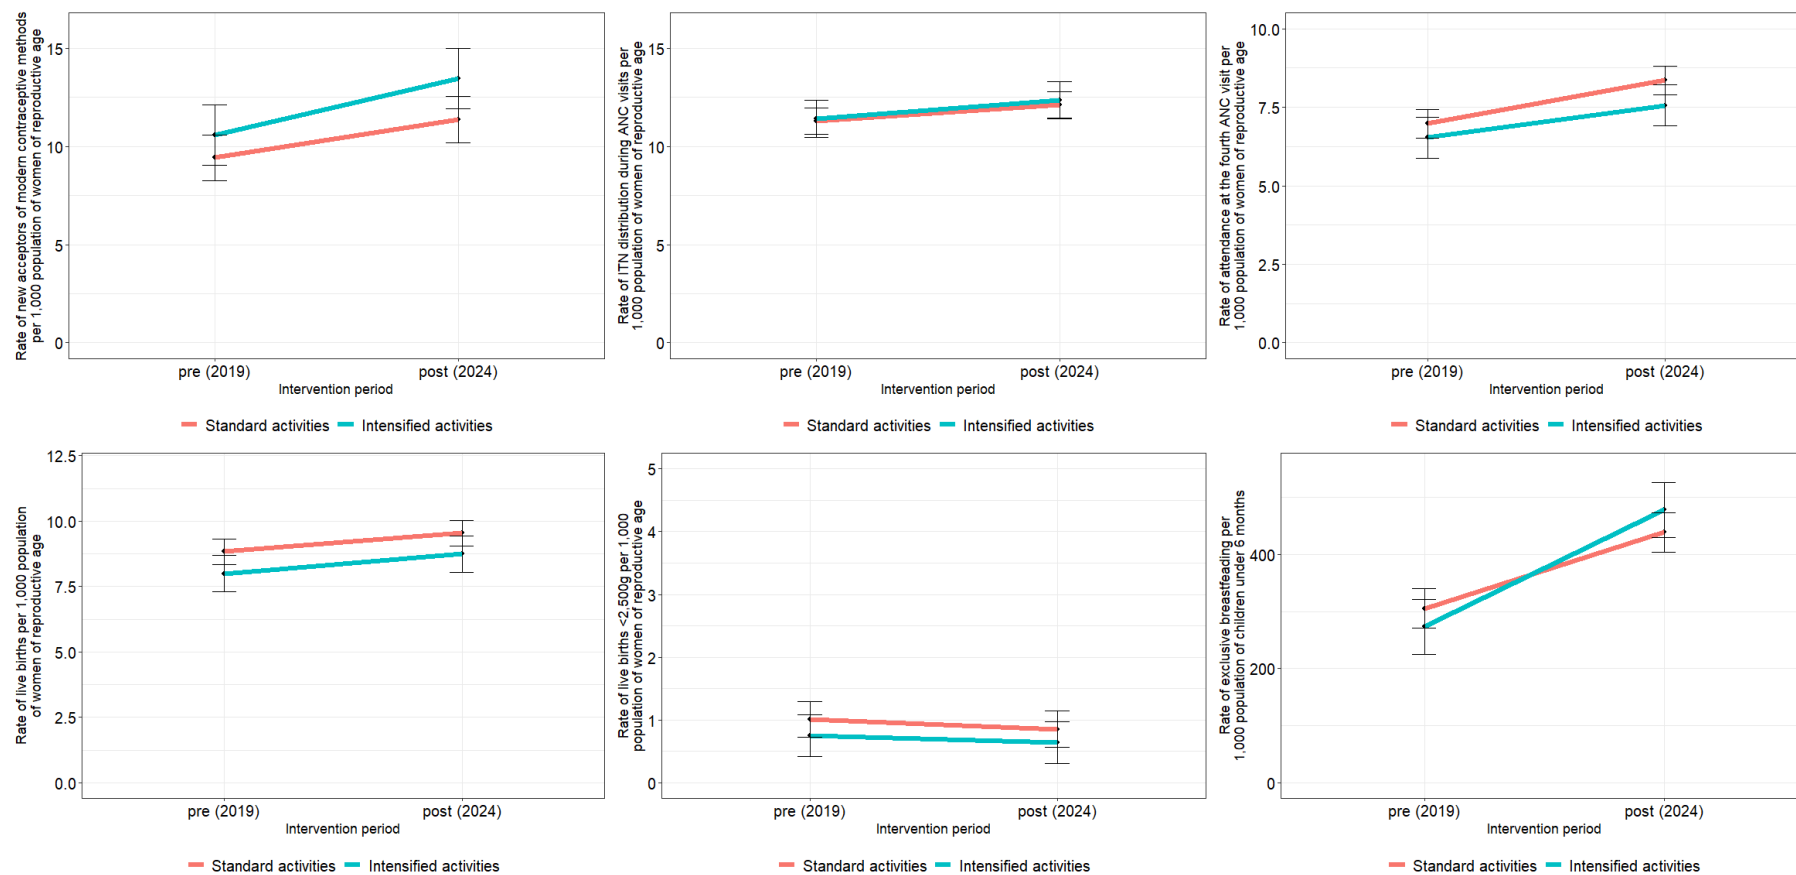 Rate of new acceptors of modern contraceptive methods
per 1,000 population of women of reproductive age
15
10
5
0
pre (2019)
post (2024)
Intervention period
Standard activities
Intensified activities
Rate of ITN distribution during ANC visits per
1,000 population of women of reproductive age
15
10
5
0
pre (2019)
post (2024)
Intervention period
Standard activities
Intensified activities
Rate of attendance at the fourth ANC visit per
1,000 population of women of reproductive age
10.0
7.5
5.0
2.5
0.0
pre (2019)
post (2024)
Intervention period
Standard activities
Intensified activities
Rate of live births per 1,000 population
of women of reproductive age
12.5
10.0
7.5
5.0
2.5
0.0
pre (2019)
post (2024)
Intervention period
Standard activities
Intensified activities
Rate of live births <2,500g per 1,000
population of women of reproductive age
5
4
3
2
1
0
pre (2019)
post (2024)
Intervention period
Standard activities
Intensified activities
Rate of exclusive breastfeading per
1,000 population of children under 6 months
400
200
0
pre (2019)
post (2024)
Intervention period
Standard activities
Intensified activities